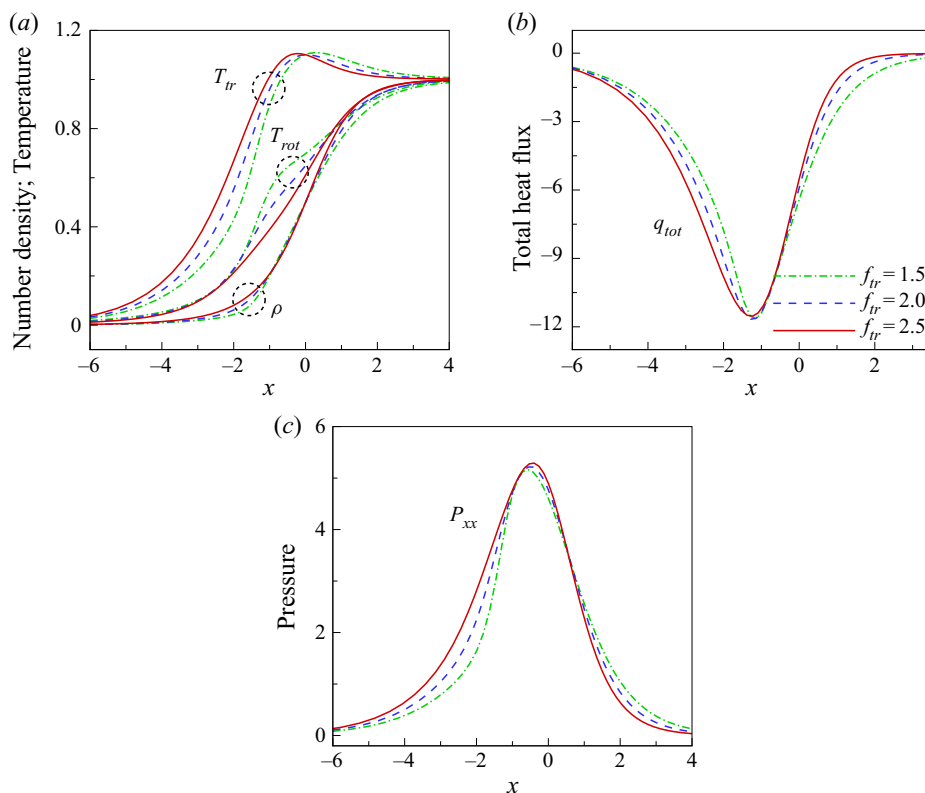 (a)
1.2
0.8
0.4
0
Number density; Temperature
T_tr
T_rot
ρ
−6 −4 −2 0 2 4
x
(b)
0
−3
−6
−9
−12
Total heat flux
q_tot
f_tr = 1.5
f_tr = 2.0
f_tr = 2.5
−6 −4 −2 0 2
x
(c)
6
4
2
0
Pressure
P_xx
−6 −4 −2 0 2 4
x